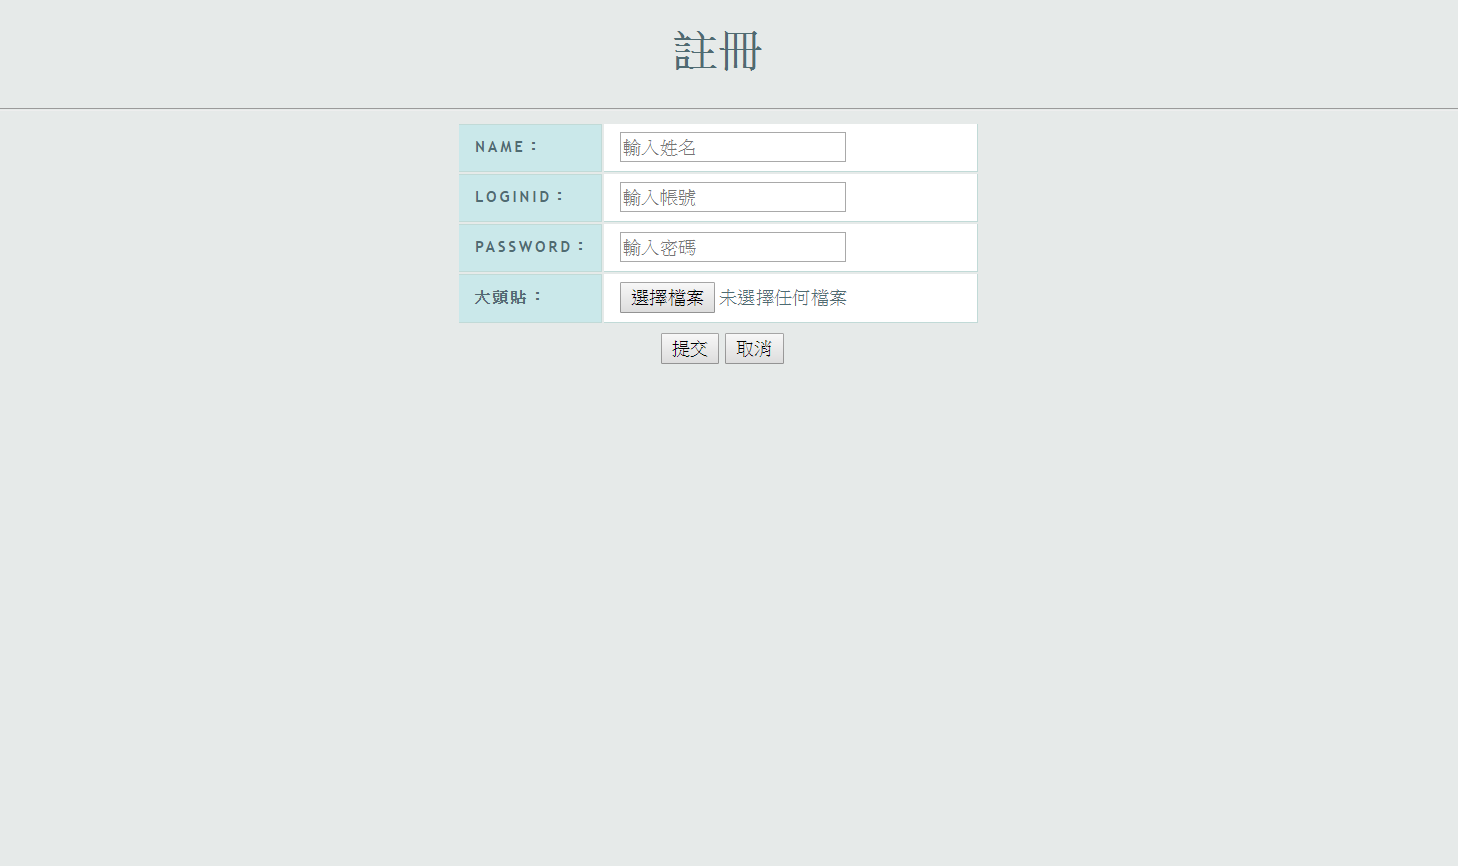 註冊
NAME：
輸入姓名
LOGINID：
輸入帳號
PASSWORD：
輸入密碼
大頭貼：
選擇檔案 未選擇任何檔案
提交 取消